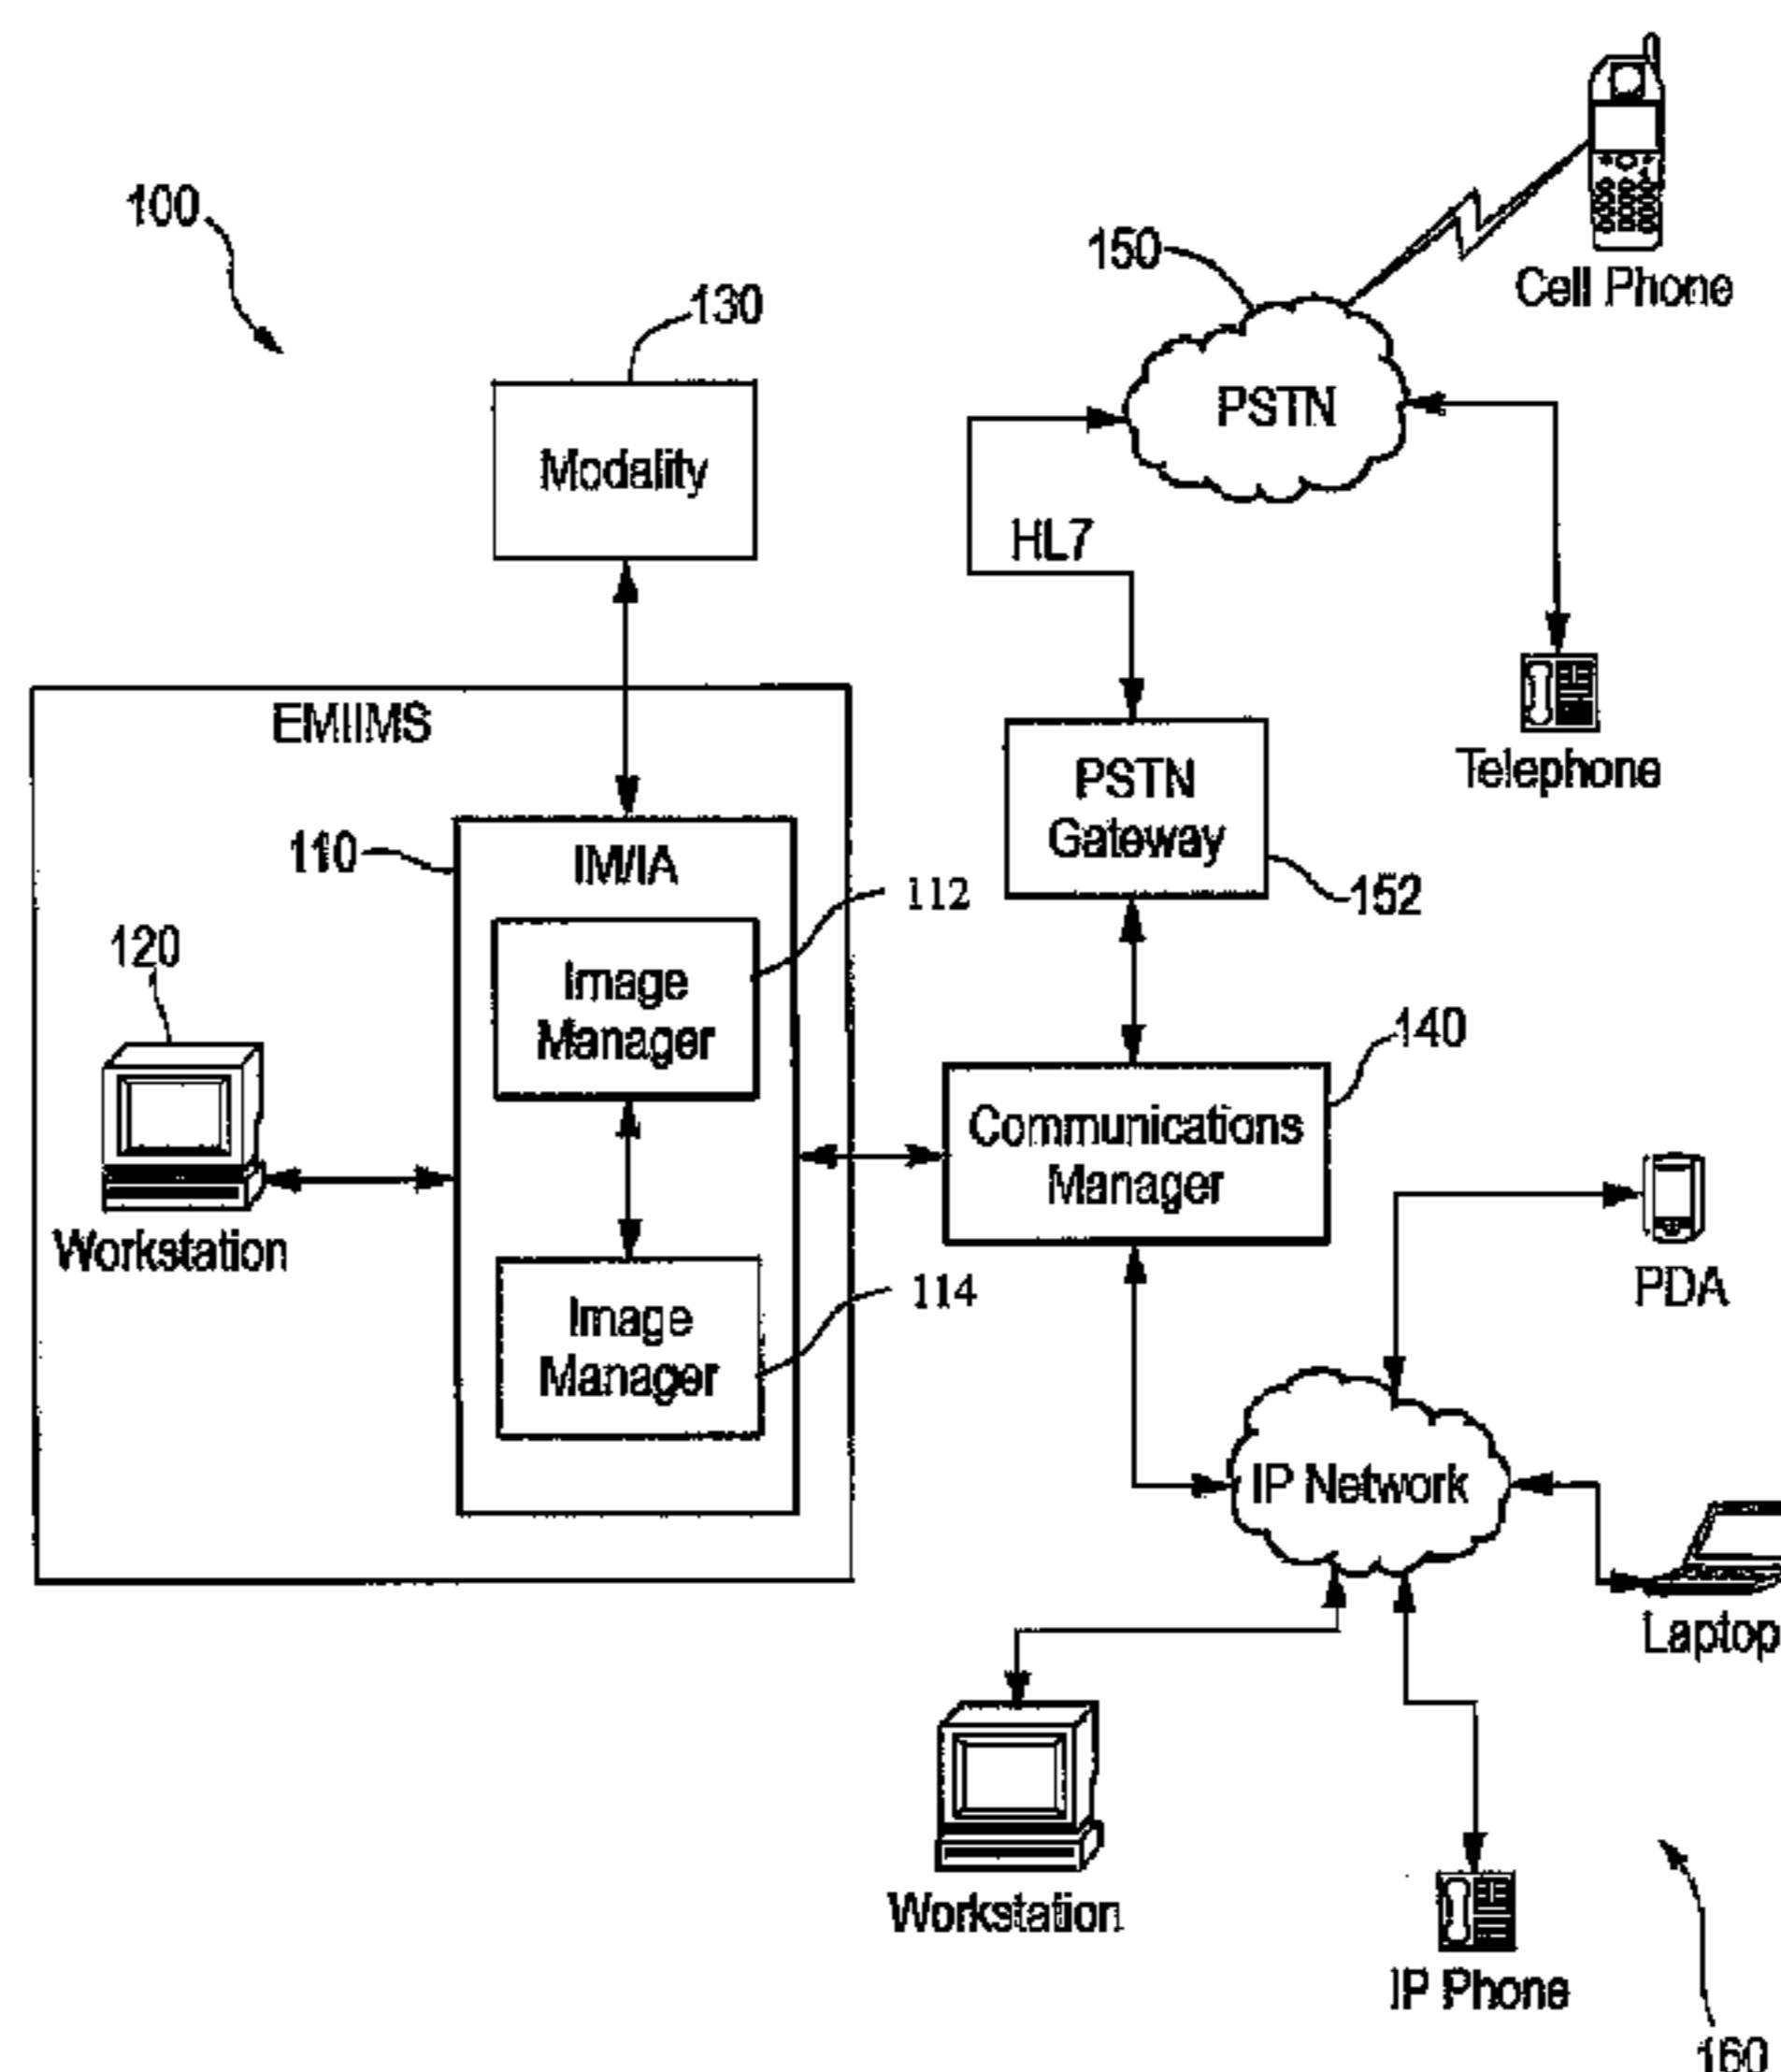 100
130
150
Cell Phone
Modality
PSTN
HL7
EMIIMS
PSTN
Gateway
Telephone
110
IM/IA
112
152
120
Image
Manager
140
Communications
Manager
Workstation
Image
Manager
114
PDA
IP Network
Laptop
Workstation
IP Phone
160